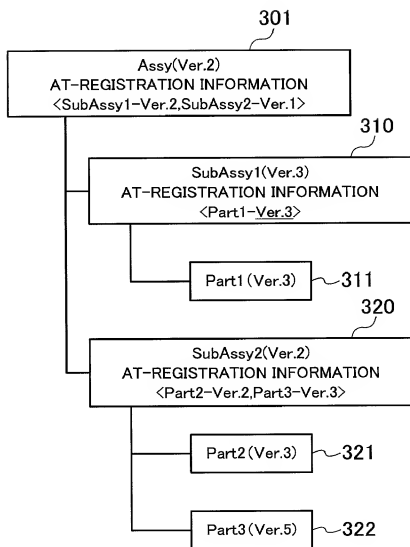 301
Assy(Ver.2)
AT-REGISTRATION INFORMATION
<SubAssy1-Ver.2,SubAssy2-Ver.1>
310
SubAssy1(Ver.3)
AT-REGISTRATION INFORMATION
<Part1-Ver.3>
Part1(Ver.3)
311
320
SubAssy2(Ver.2)
AT-REGISTRATION INFORMATION
<Part2-Ver.2,Part3-Ver.3>
Part2(Ver.3)
321
Part3(Ver.5)
322